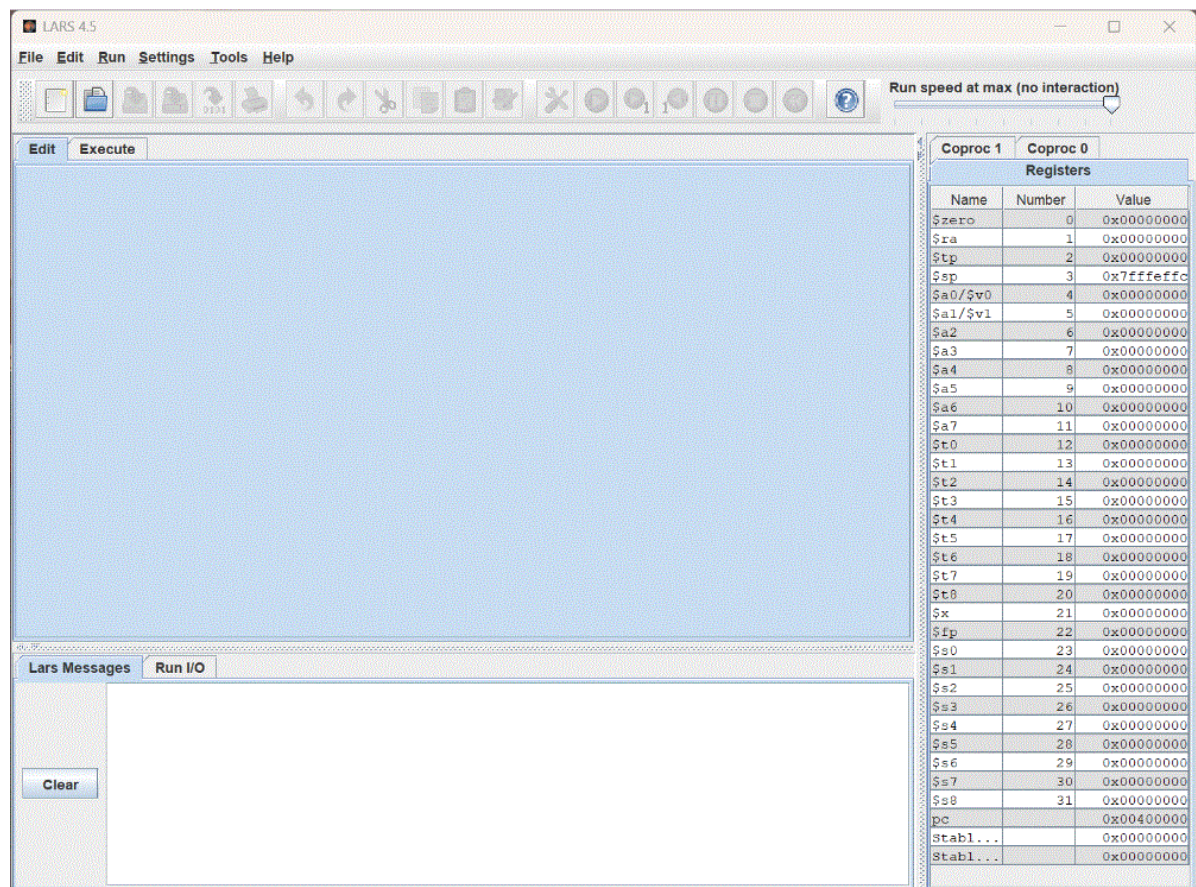 LARS 4.5
File Edit Run Settings Tools Help
Run speed at max (no interaction)
0101
1 1
Edit Execute
Coproc 1 Coproc 0
Registers
Name Number Value
$zero 0 0x00000000
$ra 1 0x00000000
$tp 2 0x00000000
$sp 3 0x7fffeffc
$a0/$v0 4 0x00000000
$a1/$v1 5 0x00000000
$a2 6 0x00000000
$a3 7 0x00000000
$a4 8 0x00000000
$a5 9 0x00000000
$a6 10 0x00000000
$a7 11 0x00000000
$t0 12 0x00000000
$t1 13 0x00000000
$t2 14 0x00000000
$t3 15 0x00000000
$t4 16 0x00000000
$t5 17 0x00000000
$t6 18 0x00000000
$t7 19 0x00000000
$t8 20 0x00000000
$x 21 0x00000000
$fp 22 0x00000000
$s0 23 0x00000000
$s1 24 0x00000000
$s2 25 0x00000000
$s3 26 0x00000000
$s4 27 0x00000000
$s5 28 0x00000000
$s6 29 0x00000000
$s7 30 0x00000000
$s8 31 0x00000000
pc 0x00400000
Stabl... 0x00000000
Stabl... 0x00000000
Lars Messages Run I/O
Clear